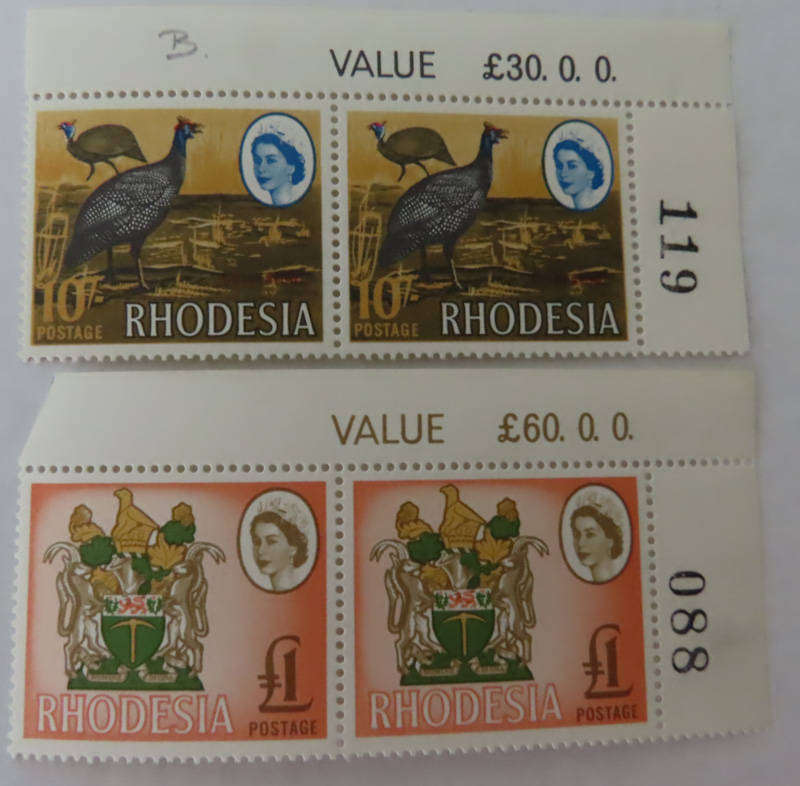 B.
VALUE £30. 0. 0.
10/-
POSTAGE
RHODESIA
10/-
POSTAGE
RHODESIA
119
VALUE £60. 0. 0.
£1
RHODESIA
POSTAGE
£1
RHODESIA
POSTAGE
088